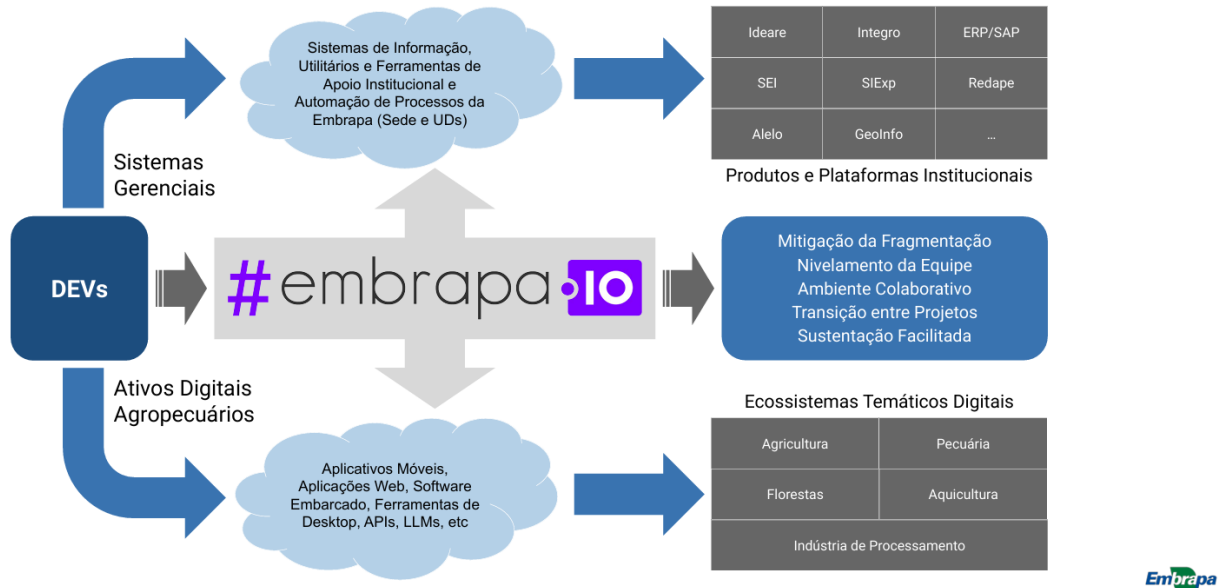 Sistemas de Informação,
Utilitários e Ferramentas de
Apoio Institucional e
Automação de Processos da
Embrapa (Sede e UDs)
Ideare
Integro
ERP/SAP
SEI
SIExp
Redape
Alelo
GeoInfo
...
Produtos e Plataformas Institucionais
Sistemas
Gerenciais
DEVs
#embrapa.IO
Mitigação da Fragmentação
Nivelamento da Equipe
Ambiente Colaborativo
Transição entre Projetos
Sustentação Facilitada
Ativos Digitais
Agropecuários
Aplicativos Móveis,
Aplicações Web, Software
Embarcado, Ferramentas de
Desktop, APIs, LLMs, etc
Ecossistemas Temáticos Digitais
Agricultura
Pecuária
Florestas
Aquicultura
Indústria de Processamento
Embrapa